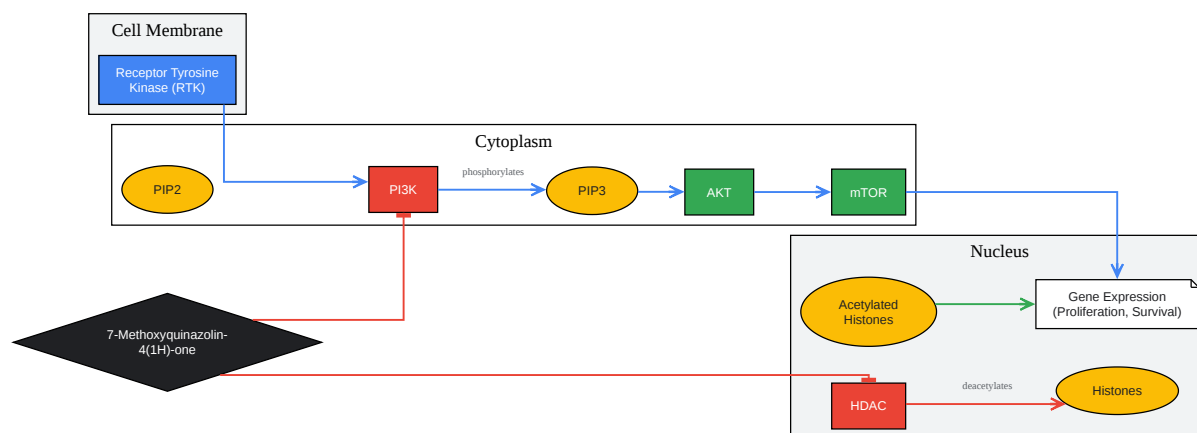 Cell Membrane
Receptor Tyrosine
Kinase (RTK)
Cytoplasm
PIP2
PI3K
phosphorylates
PIP3
AKT
mTOR
Nucleus
Acetylated
Histones
Gene Expression
(Proliferation, Survival)
7-Methoxyquinazolin-
4(1H)-one
HDAC
deacetylates
Histones